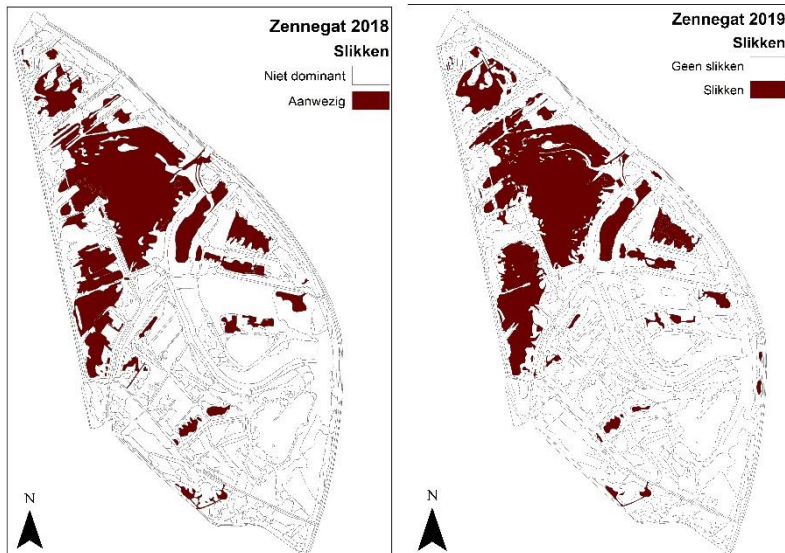 Zennegat 2018
Slikken
Niet dominant
Aanwezig
N
Zennegat 2019
Slikken
Geen slikken
Slikken
N